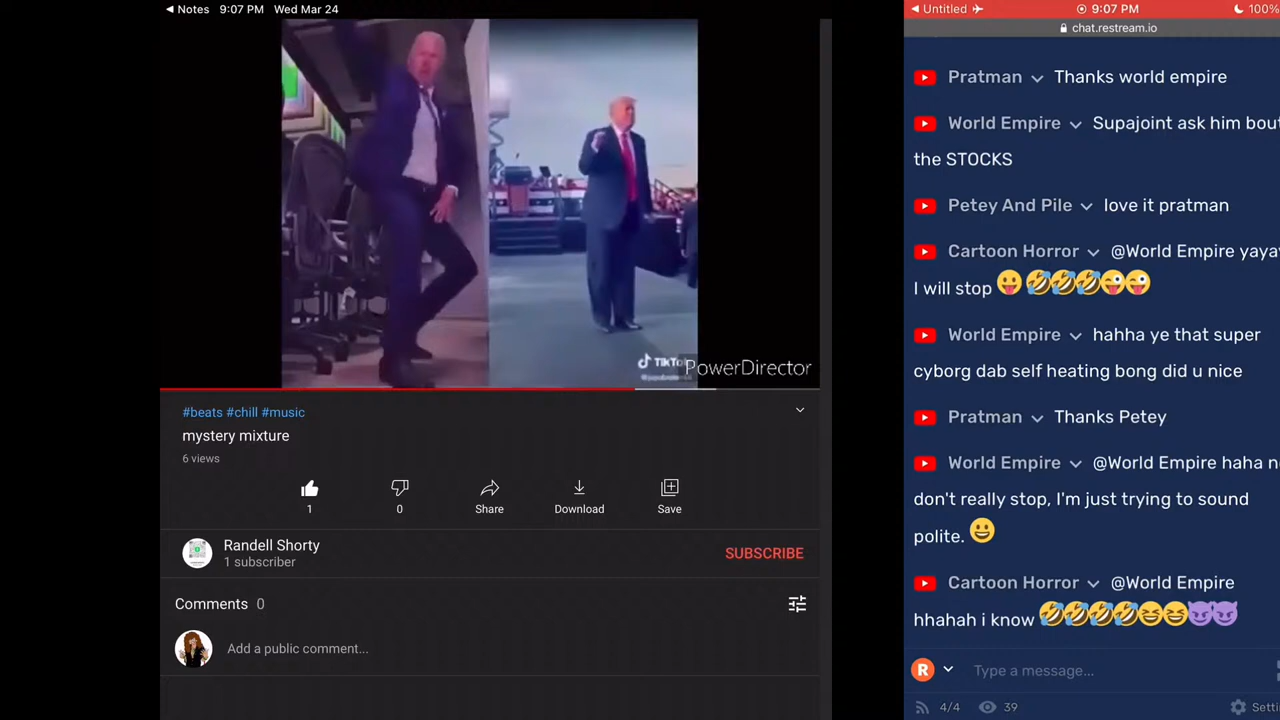 Notes 9:07 PM Wed Mar 24
TikTok
PowerDirector
#beats #chill #music
mystery mixture
6 views
1
0
Share
Download
Save
Randell Shorty
1 subscriber
SUBSCRIBE
Comments 0
Add a public comment...
Untitled 9:07 PM 100%
chat.restream.io
Pratman Thanks world empire
World Empire Supajoint ask him bout
the STOCKS
Petey And Pile love it pratman
Cartoon Horror @World Empire
I will stop 😛 🤣🤣🤣😜😜
World Empire hahha ye that super
cyborg dab self heating bong did u nice
Pratman Thanks Petey
World Empire @World Empire haha
don't really stop, I'm just trying to sound
polite. 😀
Cartoon Horror @World Empire
hhahah i know 🤣🤣🤣🤣😆😆😈😈
R Type a message...
4/4 39